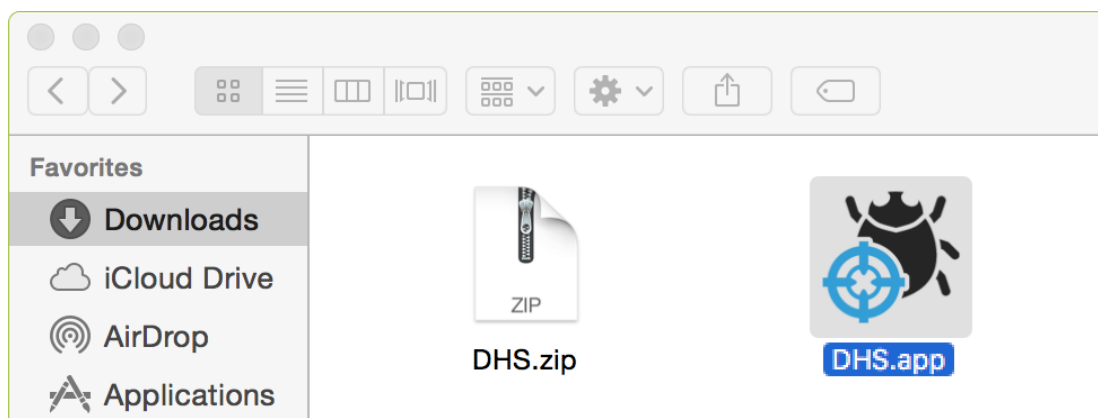 Favorites
Downloads
iCloud Drive
AirDrop
Applications
ZIP
DHS.zip
DHS.app